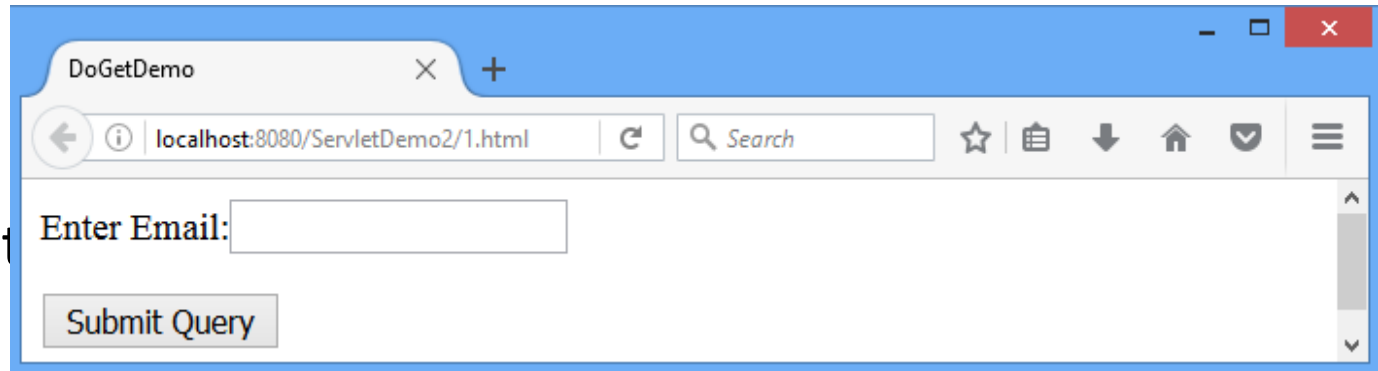 DoGetDemo
localhost:8080/ServletDemo2/1.html
Search
Enter Email:
t
Submit Query